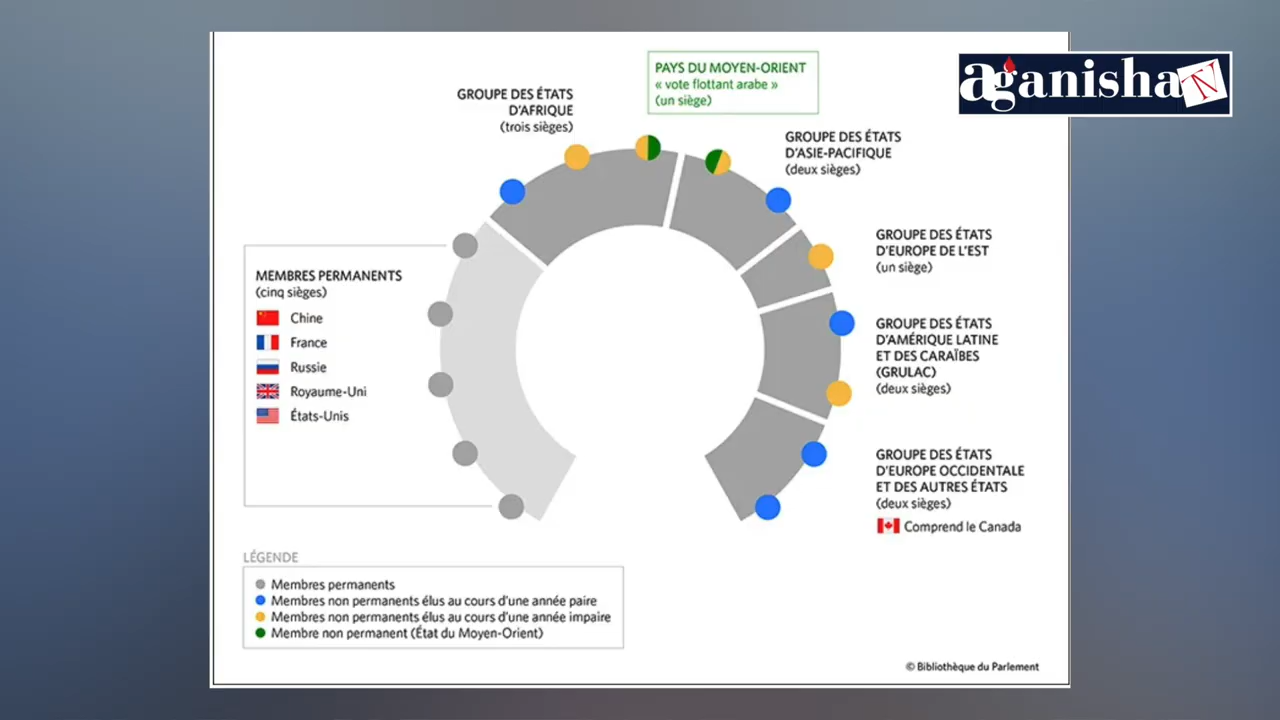 aganisha TV
PAYS DU MOYEN-ORIENT
« vote flottant arabe »
(un siège)
GROUPE DES ÉTATS
D'AFRIQUE
(trois sièges)
GROUPE DES ÉTATS
D'ASIE-PACIFIQUE
(deux sièges)
GROUPE DES ÉTATS
D'EUROPE DE L'EST
(un siège)
MEMBRES PERMANENTS
(cinq sièges)
Chine
France
Russie
Royaume-Uni
États-Unis
GROUPE DES ÉTATS
D'AMÉRIQUE LATINE
ET DES CARAÏBES
(GRULAC)
(deux sièges)
GROUPE DES ÉTATS
D'EUROPE OCCIDENTALE
ET DES AUTRES ÉTATS
(deux sièges)
Comprend le Canada
LÉGENDE
Membres permanents
Membres non permanents élus au cours d'une année paire
Membres non permanents élus au cours d'une année impaire
Membre non permanent (État du Moyen-Orient)
© Bibliothèque du Parlement